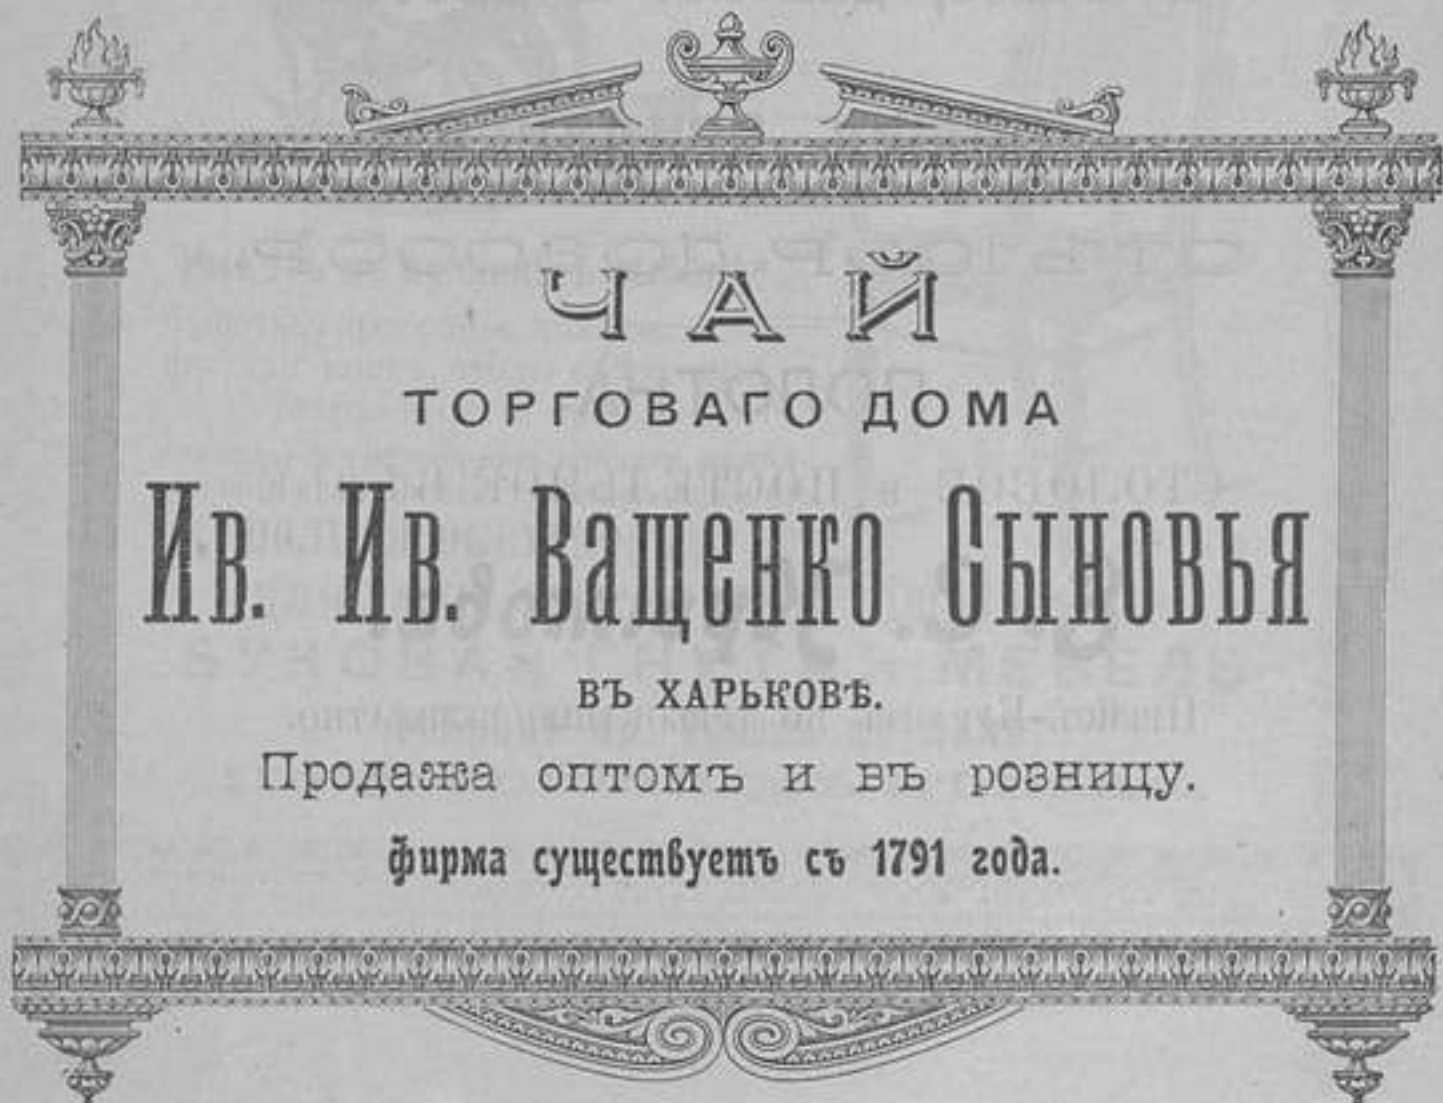 ЧАЙ
ТОРГОВАГО ДОМА
Ив. Ив. Ващенко Сыновья
ВЪ ХАРЬКОВѢ.
Продажа оптомъ и въ розницу.
Фирма существуетъ съ 1791 года.